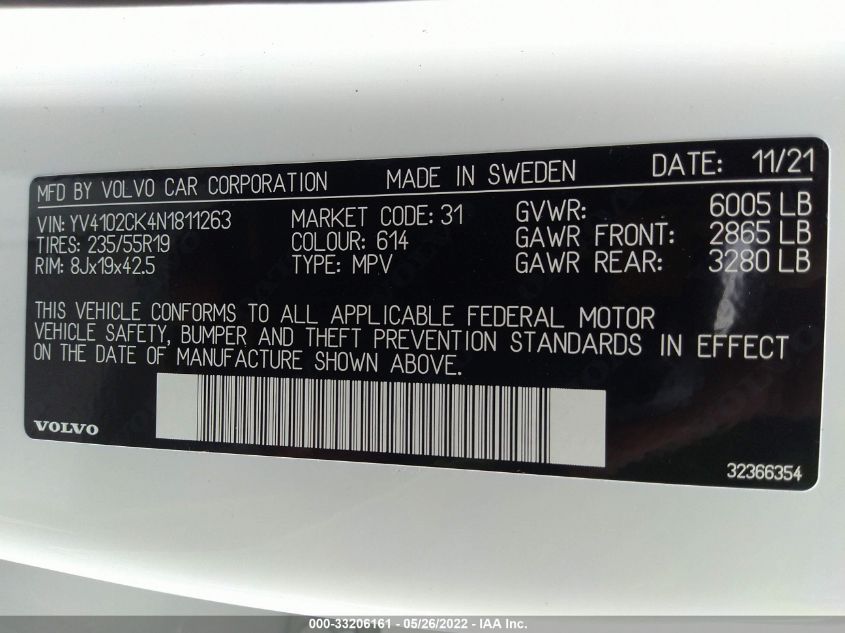 MFD BY VOLVO CAR CORPORATION MADE IN SWEDEN DATE: 11/21
VIN: YV4102CK4N1811263 MARKET CODE: 31 GVWR: 6005 LB
TIRES: 235/55R19 COLOUR: 614 GAWR FRONT: 2865 LB
RIM: 8Jx19x42.5 TYPE: MPV GAWR REAR: 3280 LB
THIS VEHICLE CONFORMS TO ALL APPLICABLE FEDERAL MOTOR
VEHICLE SAFETY, BUMPER AND THEFT PREVENTION STANDARDS IN EFFECT
ON THE DATE OF MANUFACTURE SHOWN ABOVE.
VOLVO
32366354
000-33206161 - 05/26/2022 - IAA Inc.